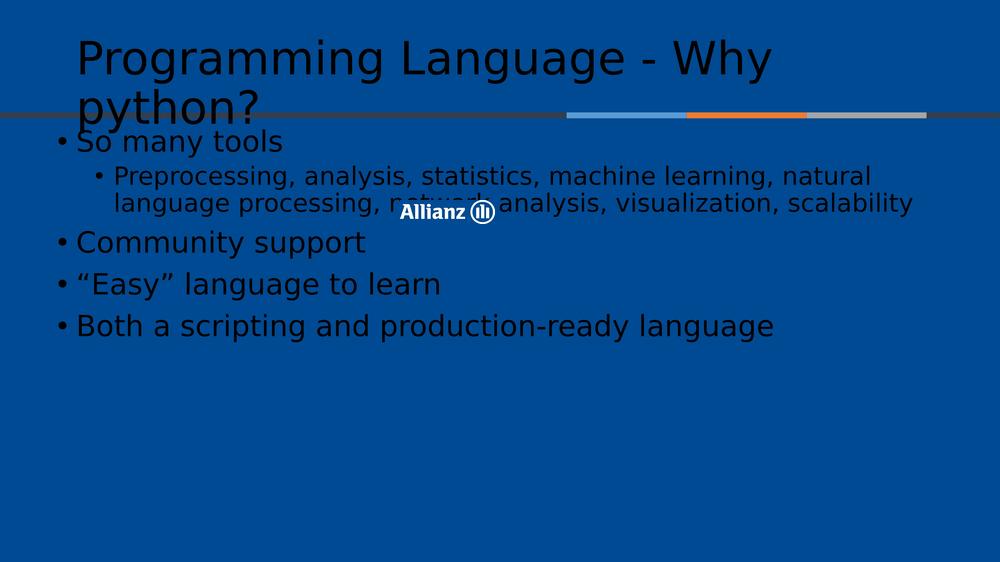 Programming Language - Why
python?
• So many tools
• Preprocessing, analysis, statistics, machine learning, natural
language processing, network analysis, visualization, scalability
Allianz
• Community support
• “Easy” language to learn
• Both a scripting and production-ready language